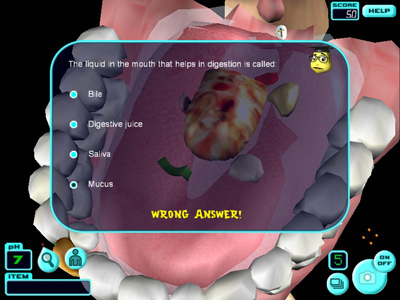 SCORE
50
HELP
The liquid in the mouth that helps in digestion is called:
Bile
Digestive juice
Saliva
Mucus
WRONG ANSWER!
pH
7
ITEM
5
ON
OFF